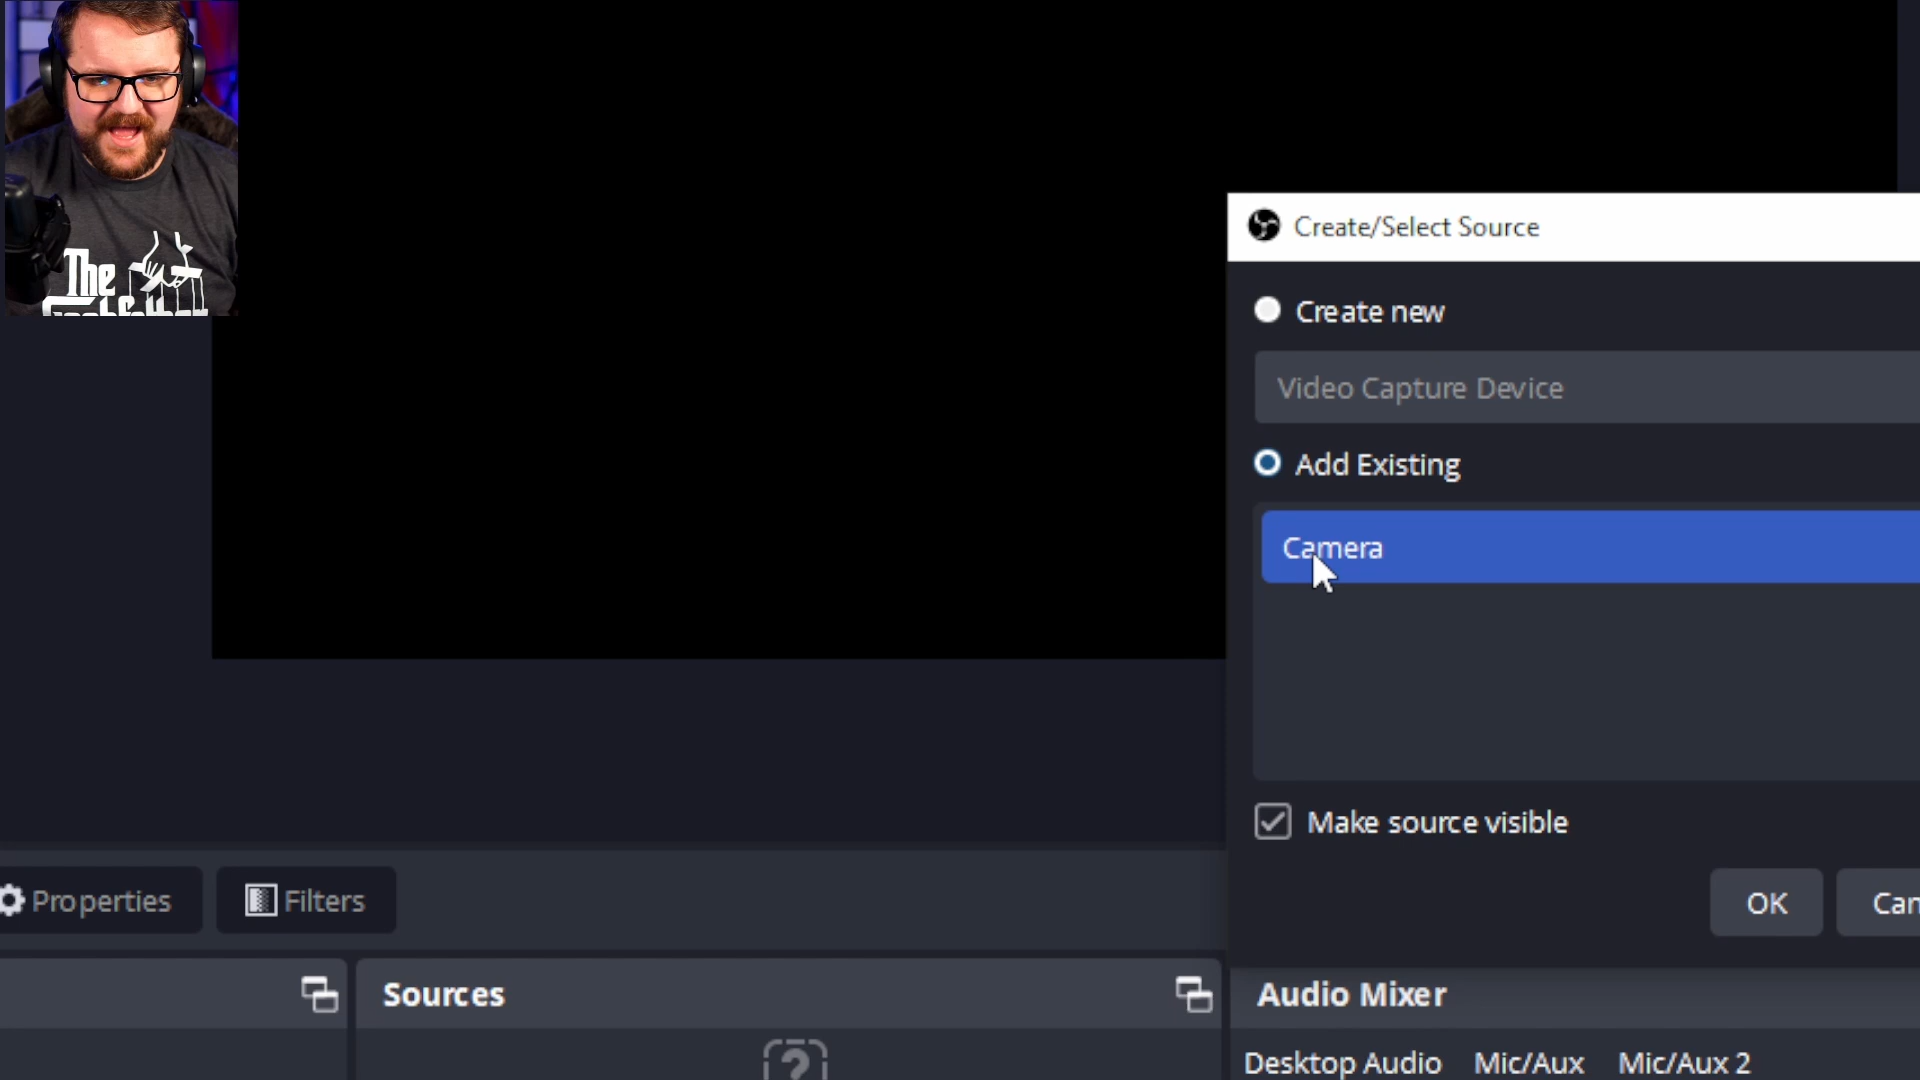 The
Create/Select Source
Create new
Video Capture Device
Add Existing
Camera
Make source visible
OK
Can
Properties
Filters
Sources
Audio Mixer
Desktop Audio
Mic/Aux
Mic/Aux 2